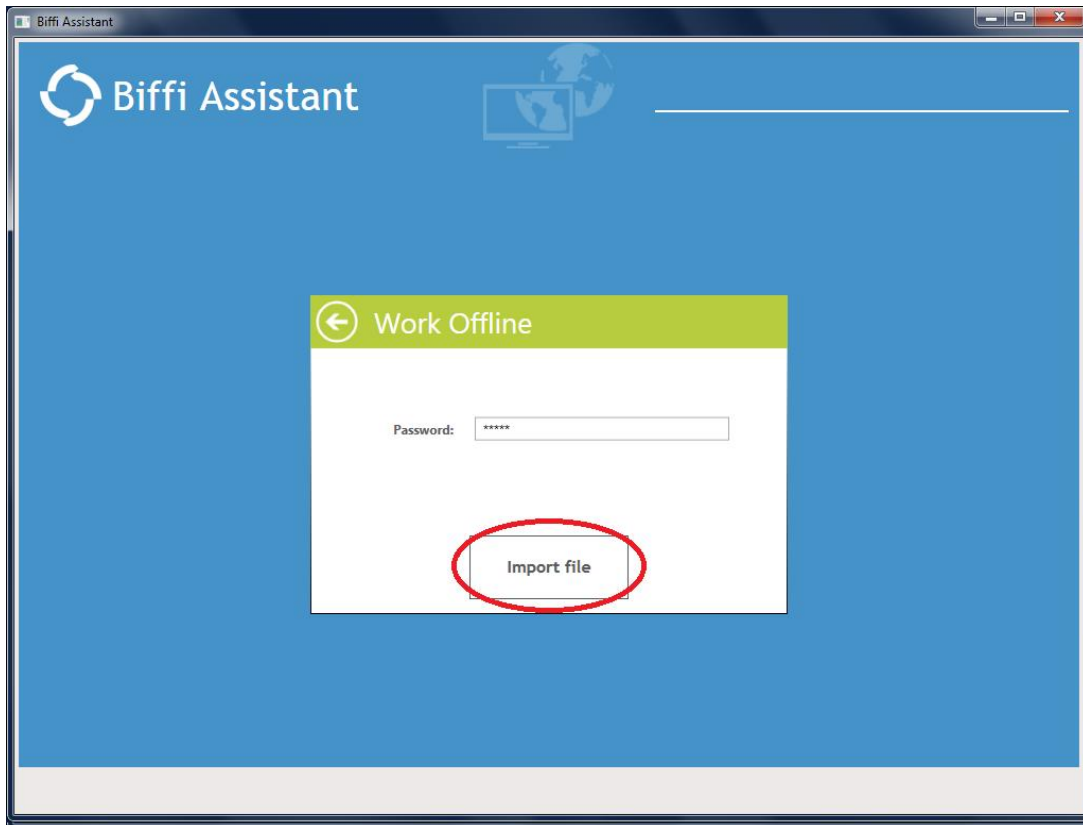 Biffi Assistant
Biffi Assistant
Work Offline
Password: *****
Import file